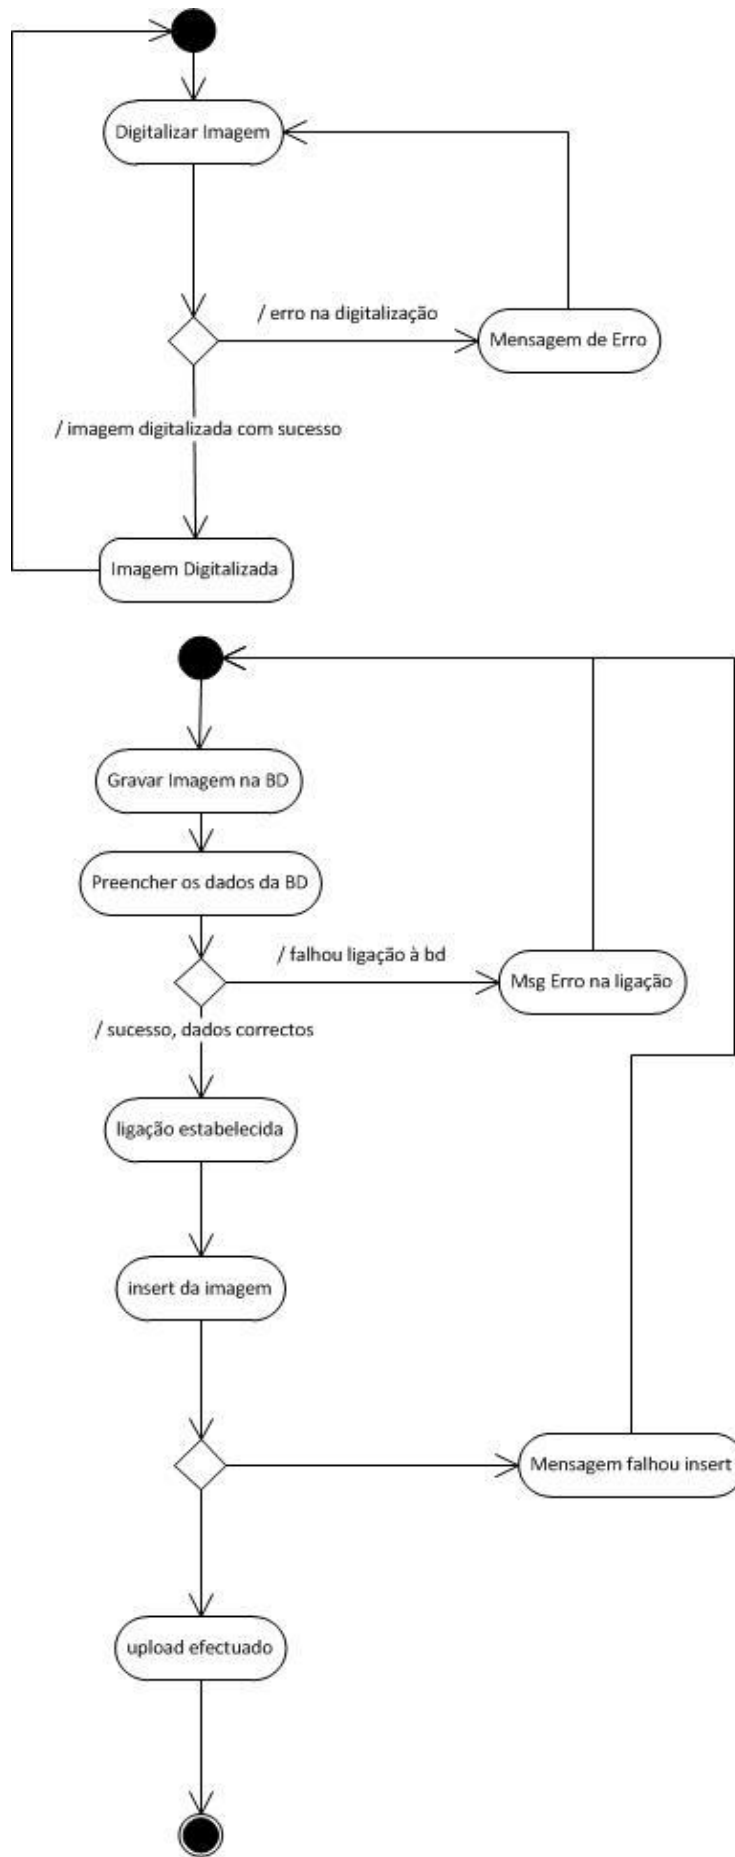 Digitalizar Imagem
/ erro na digitalização
Mensagem de Erro
/ imagem digitalizada com sucesso
Imagem Digitalizada
Gravar Imagem na BD
Preencher os dados da BD
/ falhou ligação à bd
Msg Erro na ligação
/ sucesso, dados correctos
ligação estabelecida
insert da imagem
Mensagem falhou insert
upload efectuado